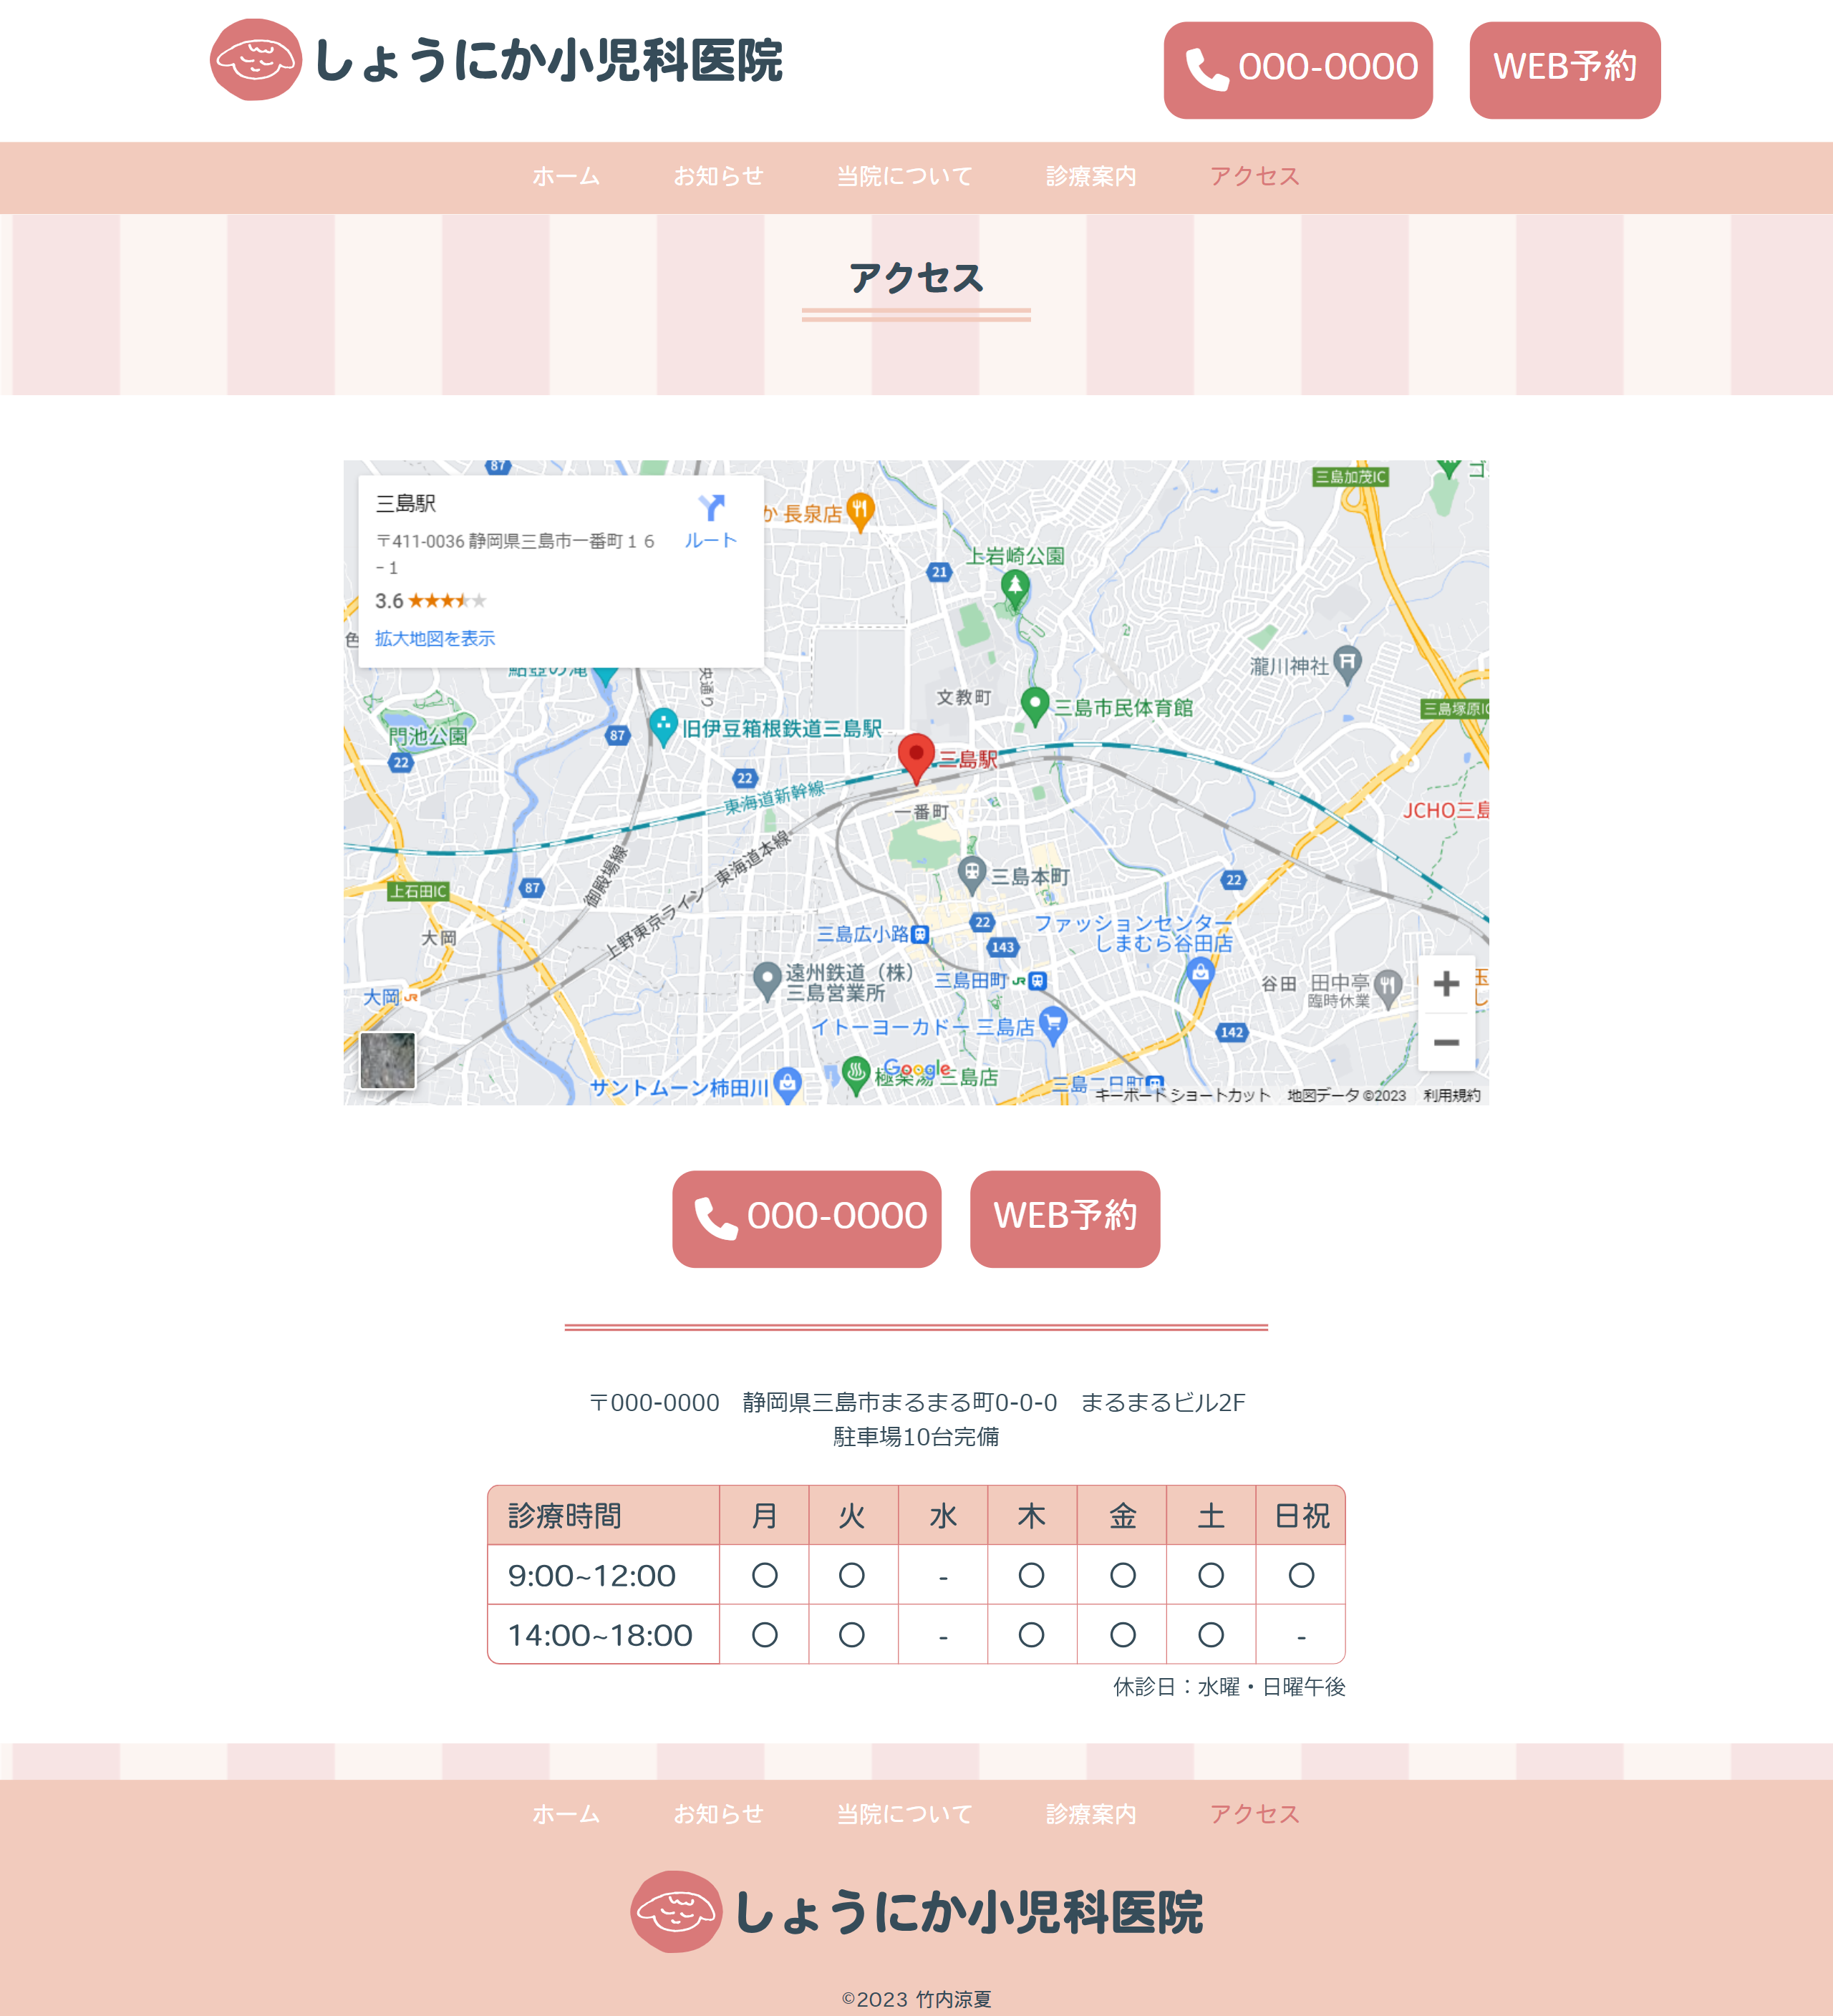 しょうにか小児科医院
000-0000
WEB予約
ホーム
お知らせ
当院について
診療案内
アクセス
アクセス
87
三島駅
〒411-0036 静岡県三島市一番町１６
−１
ルート
3.6
拡大地図を表示
か 長泉店
三島加茂IC
ゴ
21
上岩崎公園
色
鮎壺の滝
央通り
瀧川神社
文教町
三島市民体育館
三島塚原IC
門池公園
87
旧伊豆箱根鉄道三島駅
22
三島駅
22
東海道新幹線
一番町
JCHO三島
東海道本線
御殿場線
上石田IC
87
三島本町
22
上野東京ライン
大岡
三島広小路
22
143
ファッションセンター
しまむら谷田店
遠州鉄道（株）
三島営業所
三島田町
JR
谷田
田中亭
臨時休業
玉
し
大岡
JR
イトーヨーカドー 三島店
142
サントムーン柿田川
極楽湯 三島店
Google
三島二日町
キーボード ショートカット
地図データ ©2023
利用規約
000-0000
WEB予約
〒000-0000　静岡県三島市まるまる町0-0-0　まるまるビル2F
駐車場10台完備
診療時間 月 火 水 木 金 土 日祝
9:00~12:00 〇 〇 - 〇 〇 〇 〇
14:00~18:00 〇 〇 - 〇 〇 〇 -
休診日：水曜・日曜午後
ホーム
お知らせ
当院について
診療案内
アクセス
しょうにか小児科医院
©2023 竹内涼夏